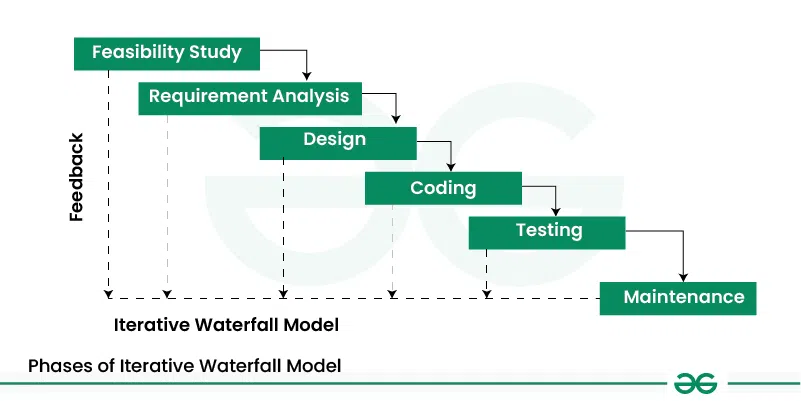 Feasibility Study
Requirement Analysis
Design
Feedback
Coding
Testing
Maintenance
Iterative Waterfall Model
Phases of Iterative Waterfall Model